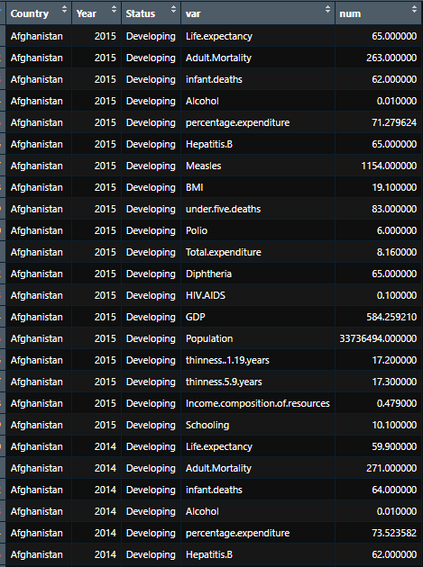 Country Year Status var num
Afghanistan 2015 Developing Life.expectancy 65.000000
Afghanistan 2015 Developing Adult.Mortality 263.000000
Afghanistan 2015 Developing infant.deaths 62.000000
Afghanistan 2015 Developing Alcohol 0.010000
Afghanistan 2015 Developing percentage.expenditure 71.279624
Afghanistan 2015 Developing Hepatitis.B 65.000000
Afghanistan 2015 Developing Measles 1154.000000
Afghanistan 2015 Developing BMI 19.100000
Afghanistan 2015 Developing under.five.deaths 83.000000
Afghanistan 2015 Developing Polio 6.000000
Afghanistan 2015 Developing Total.expenditure 8.160000
Afghanistan 2015 Developing Diphtheria 65.000000
Afghanistan 2015 Developing HIV.AIDS 0.100000
Afghanistan 2015 Developing GDP 584.259210
Afghanistan 2015 Developing Population 33736494.000000
Afghanistan 2015 Developing thinness..1.19.years 17.200000
Afghanistan 2015 Developing thinness.5.9.years 17.300000
Afghanistan 2015 Developing Income.composition.of.resources 0.479000
Afghanistan 2015 Developing Schooling 10.100000
Afghanistan 2014 Developing Life.expectancy 59.900000
Afghanistan 2014 Developing Adult.Mortality 271.000000
Afghanistan 2014 Developing infant.deaths 64.000000
Afghanistan 2014 Developing Alcohol 0.010000
Afghanistan 2014 Developing percentage.expenditure 73.523582
Afghanistan 2014 Developing Hepatitis.B 62.000000